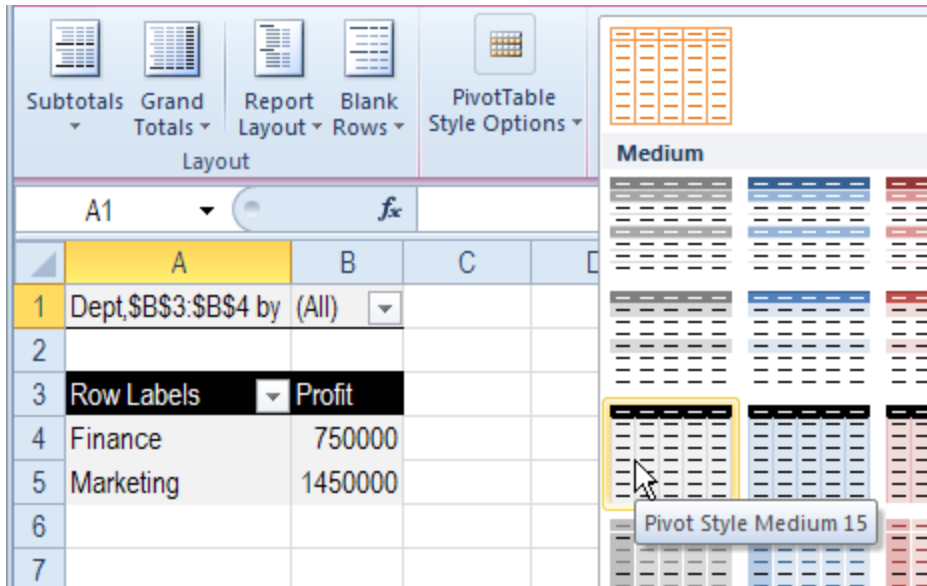 Subtotals Grand Totals Report Layout Blank Rows PivotTable Style Options
Layout
Medium
A1 fx
A B C D
1 Dept,$B$3:$B$4 by (All)
2
3 Row Labels Profit
4 Finance 750000
5 Marketing 1450000
6
7
Pivot Style Medium 15